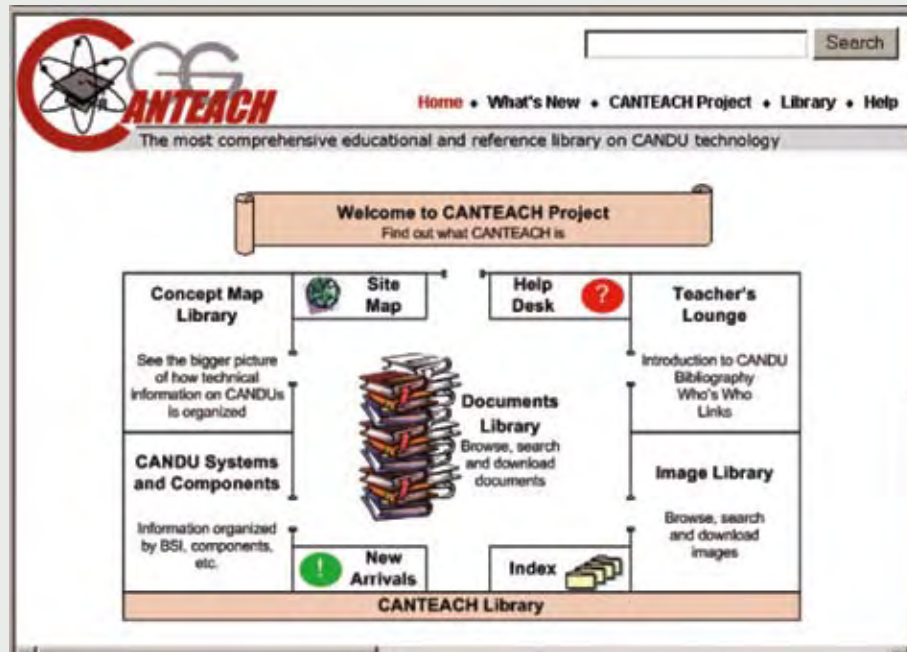 Search
CANTEACH
Home • What's New • CANTEACH Project • Library • Help
The most comprehensive educational and reference library on CANDU technology
Welcome to CANTEACH Project
Find out what CANTEACH is
Concept Map
Library
See the bigger picture
of how technical
information on CANDUs
is organized
Site
Map
Help
Desk
?
Teacher's
Lounge
Introduction to CANDU
Bibliography
Who's Who
Links
Documents
Library
Browse, search
and download
documents
CANDU Systems
and Components
Information organized
by BSI, components,
etc.
Image Library
Browse, search
and download
images
!
New
Arrivals
Index
CANTEACH Library